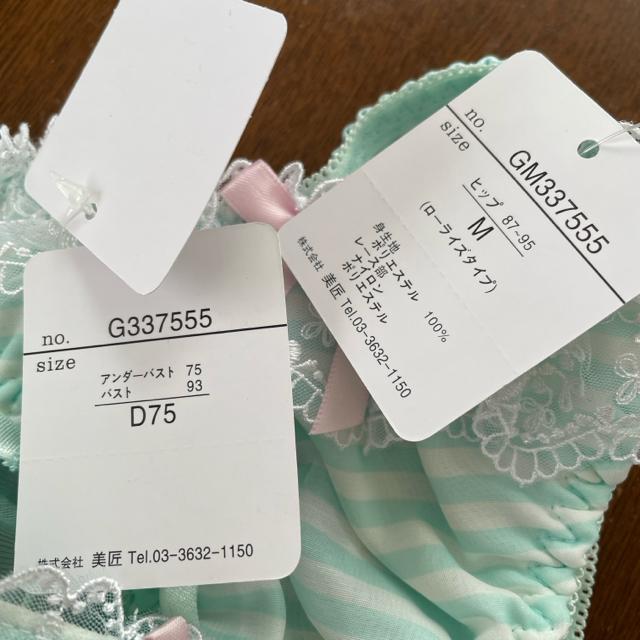 no. G337555
size
アンダーバスト 75
バスト 93
D75
株式会社 美匠 Tel.03-3632-1150
no. GM337555
size
ヒップ 87-95
M
(ローライズタイプ)
身生地
ポリエステル 100%
レース部
ナイロン
ポリエステル
株式会社 美匠 Tel.03-3632-1150